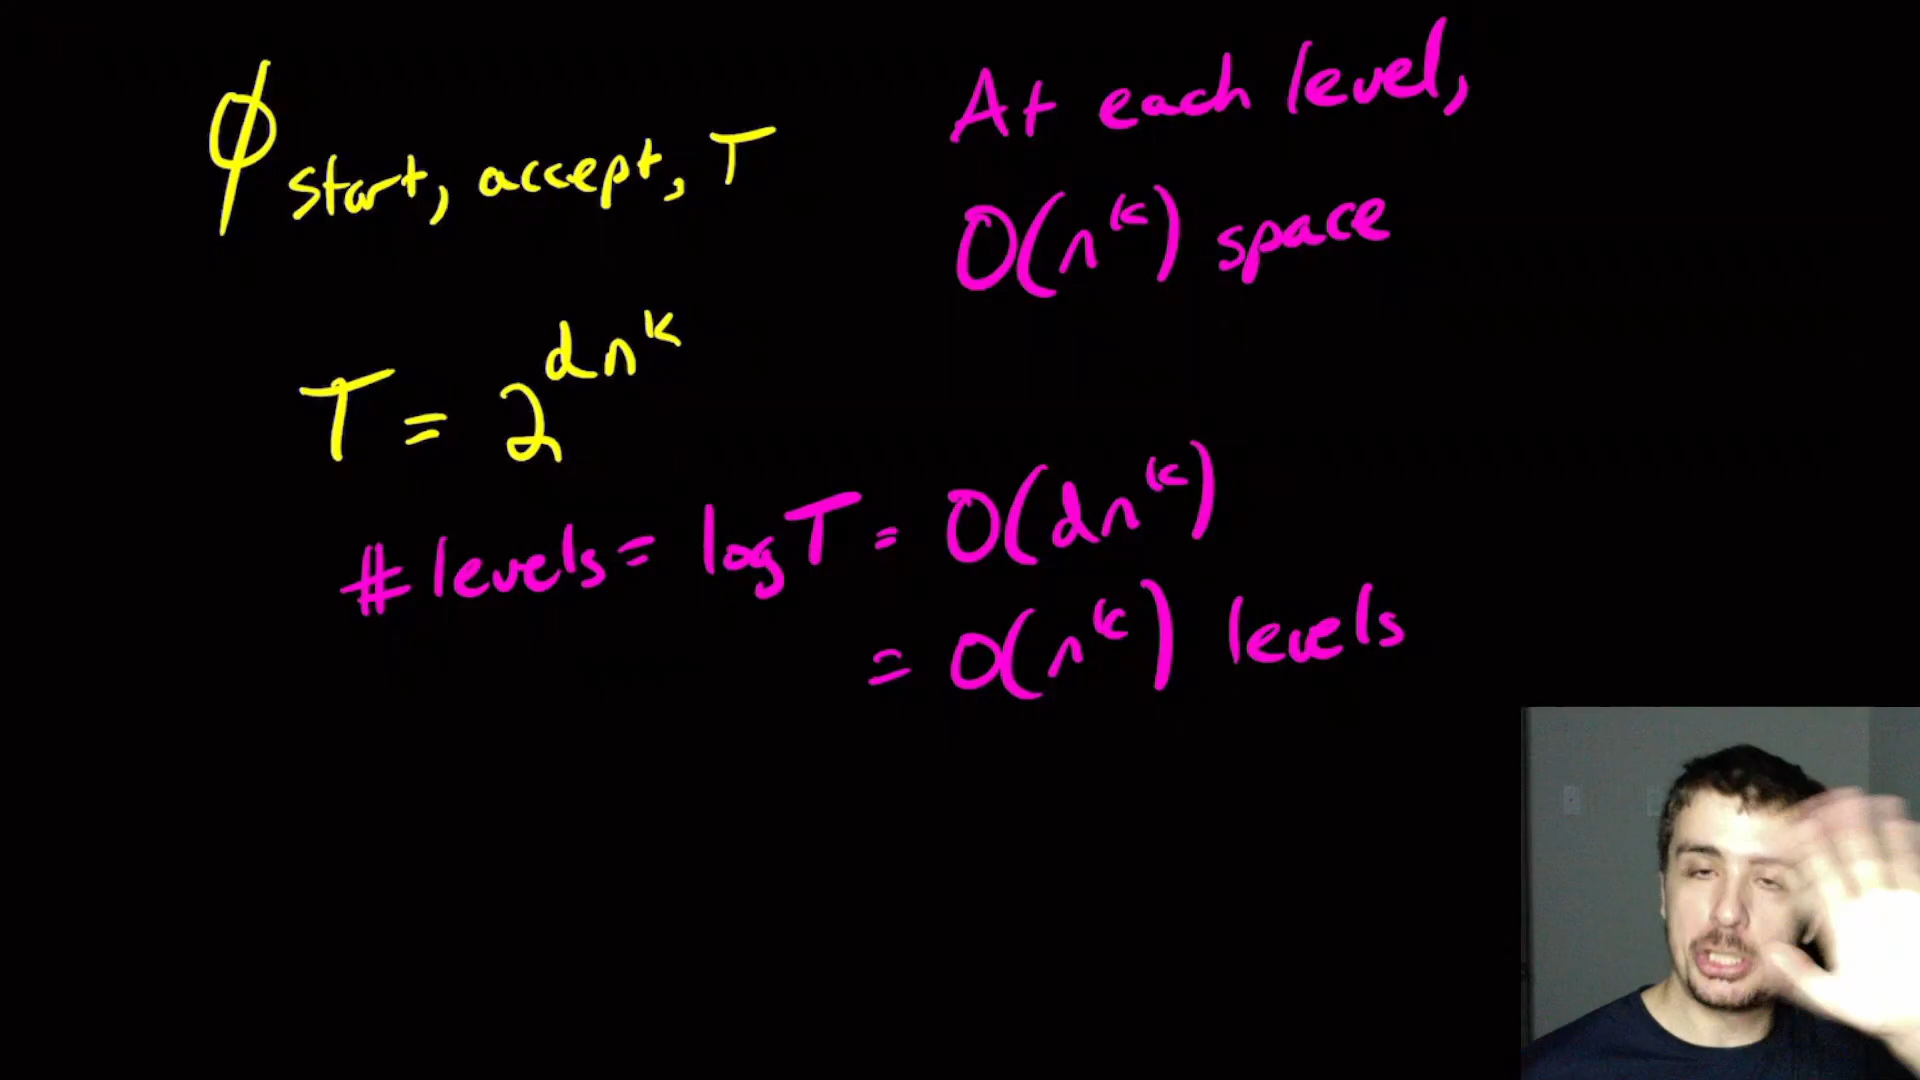 ϕ start, accept, T
T = 2^{dn^k}
At each level,
O(n^k) space
# levels = log T = O(dn^k)
= O(n^k) levels